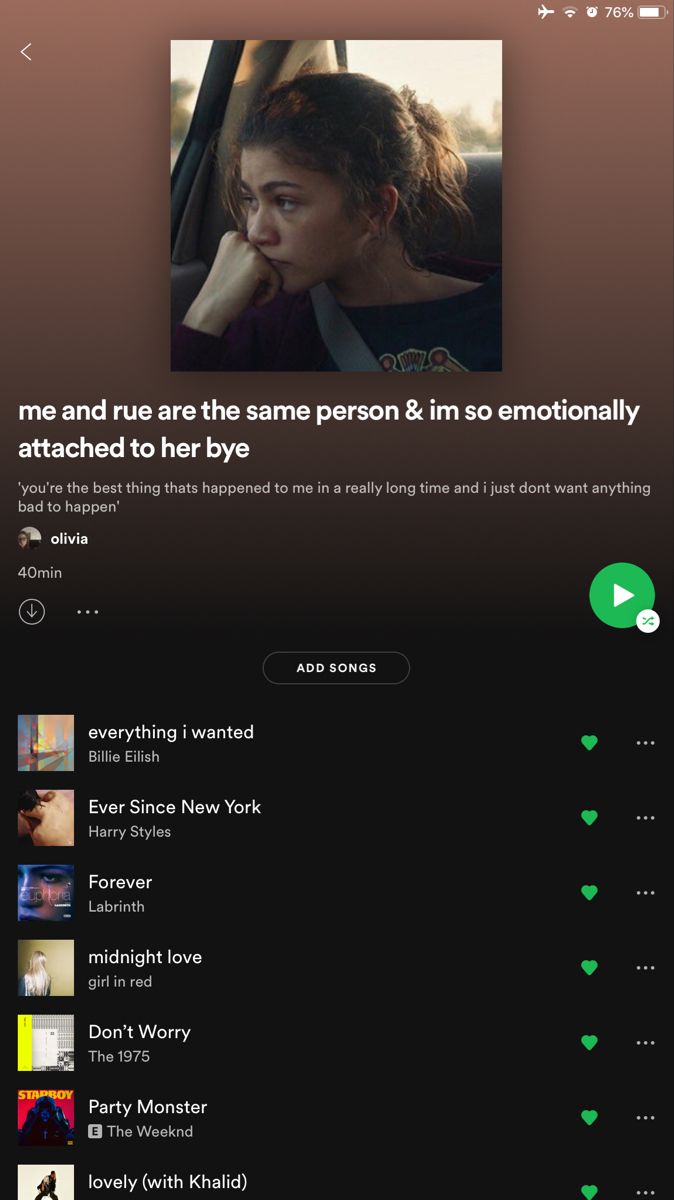 76%
me and rue are the same person & im so emotionally
attached to her bye
'you're the best thing thats happened to me in a really long time and i just dont want anything
bad to happen'
olivia
40min
ADD SONGS
everything i wanted
Billie Eilish
Ever Since New York
Harry Styles
Forever
euphoria
Labrinth
midnight love
girl in red
Don’t Worry
The 1975
STARBOY
Party Monster
E The Weeknd
lovely (with Khalid)